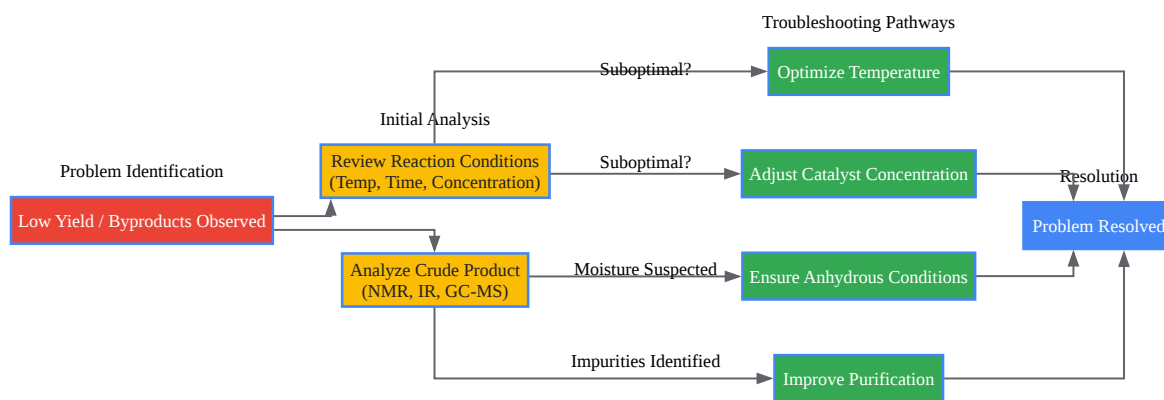 Troubleshooting Pathways
Suboptimal?
Optimize Temperature
Initial Analysis
Review Reaction Conditions
(Temp, Time, Concentration)
Suboptimal?
Adjust Catalyst Concentration
Problem Identification
Resolution
Low Yield / Byproducts Observed
Problem Resolved
Analyze Crude Product
(NMR, IR, GC-MS)
Moisture Suspected
Ensure Anhydrous Conditions
Impurities Identified
Improve Purification